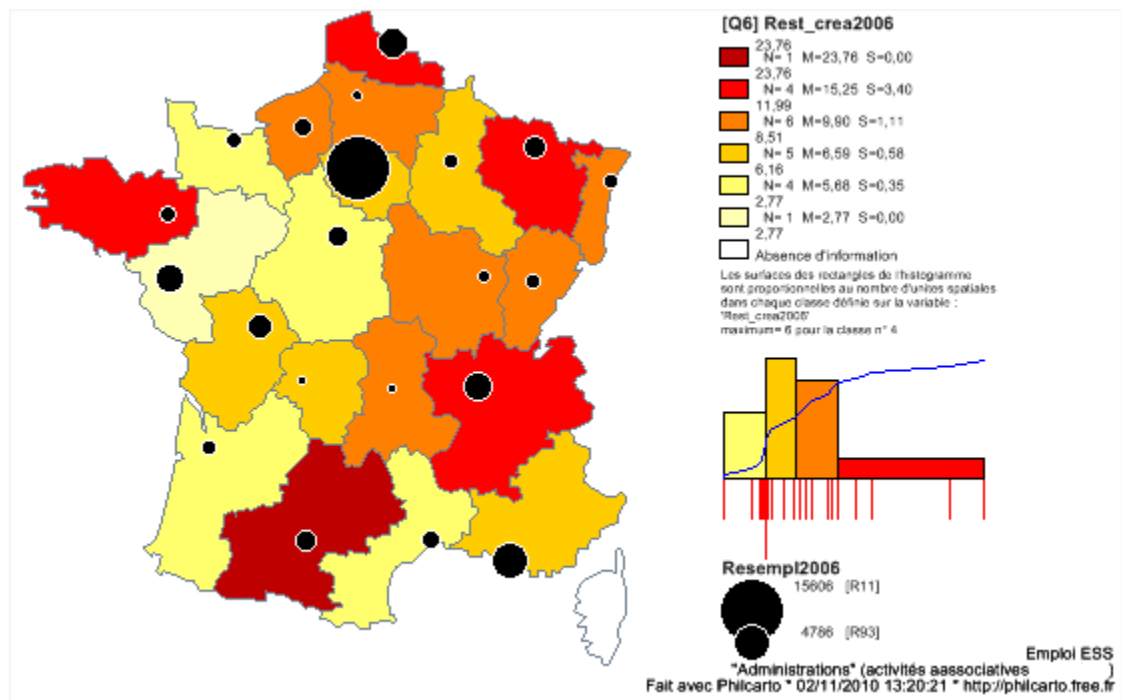 [Q6] Rest_crea2006
23,76
N= 1 M=23,76 S=0,00
23,76
N= 4 M=15,25 S=3,40
11,99
N= 6 M=9,90 S=1,11
8,51
N= 5 M=6,59 S=0,58
6,16
N= 4 M=5,68 S=0,35
2,77
N= 1 M=2,77 S=0,00
2,77
Absence d'information
Les surfaces des rectangles de l'histogramme
sont proportionnelles au nombre d'unites spatiales
dans chaque classe définie sur la variable :
'Rest_crea2006'
maximum= 6 pour la classe n° 4
Resempl2006
15606 [R11]
4786 [R93]
Emploi ESS
"Administrations" (activités aassociatives )
Fait avec Philcarto * 02/11/2010 13:20:21 * http://philcarto.free.fr